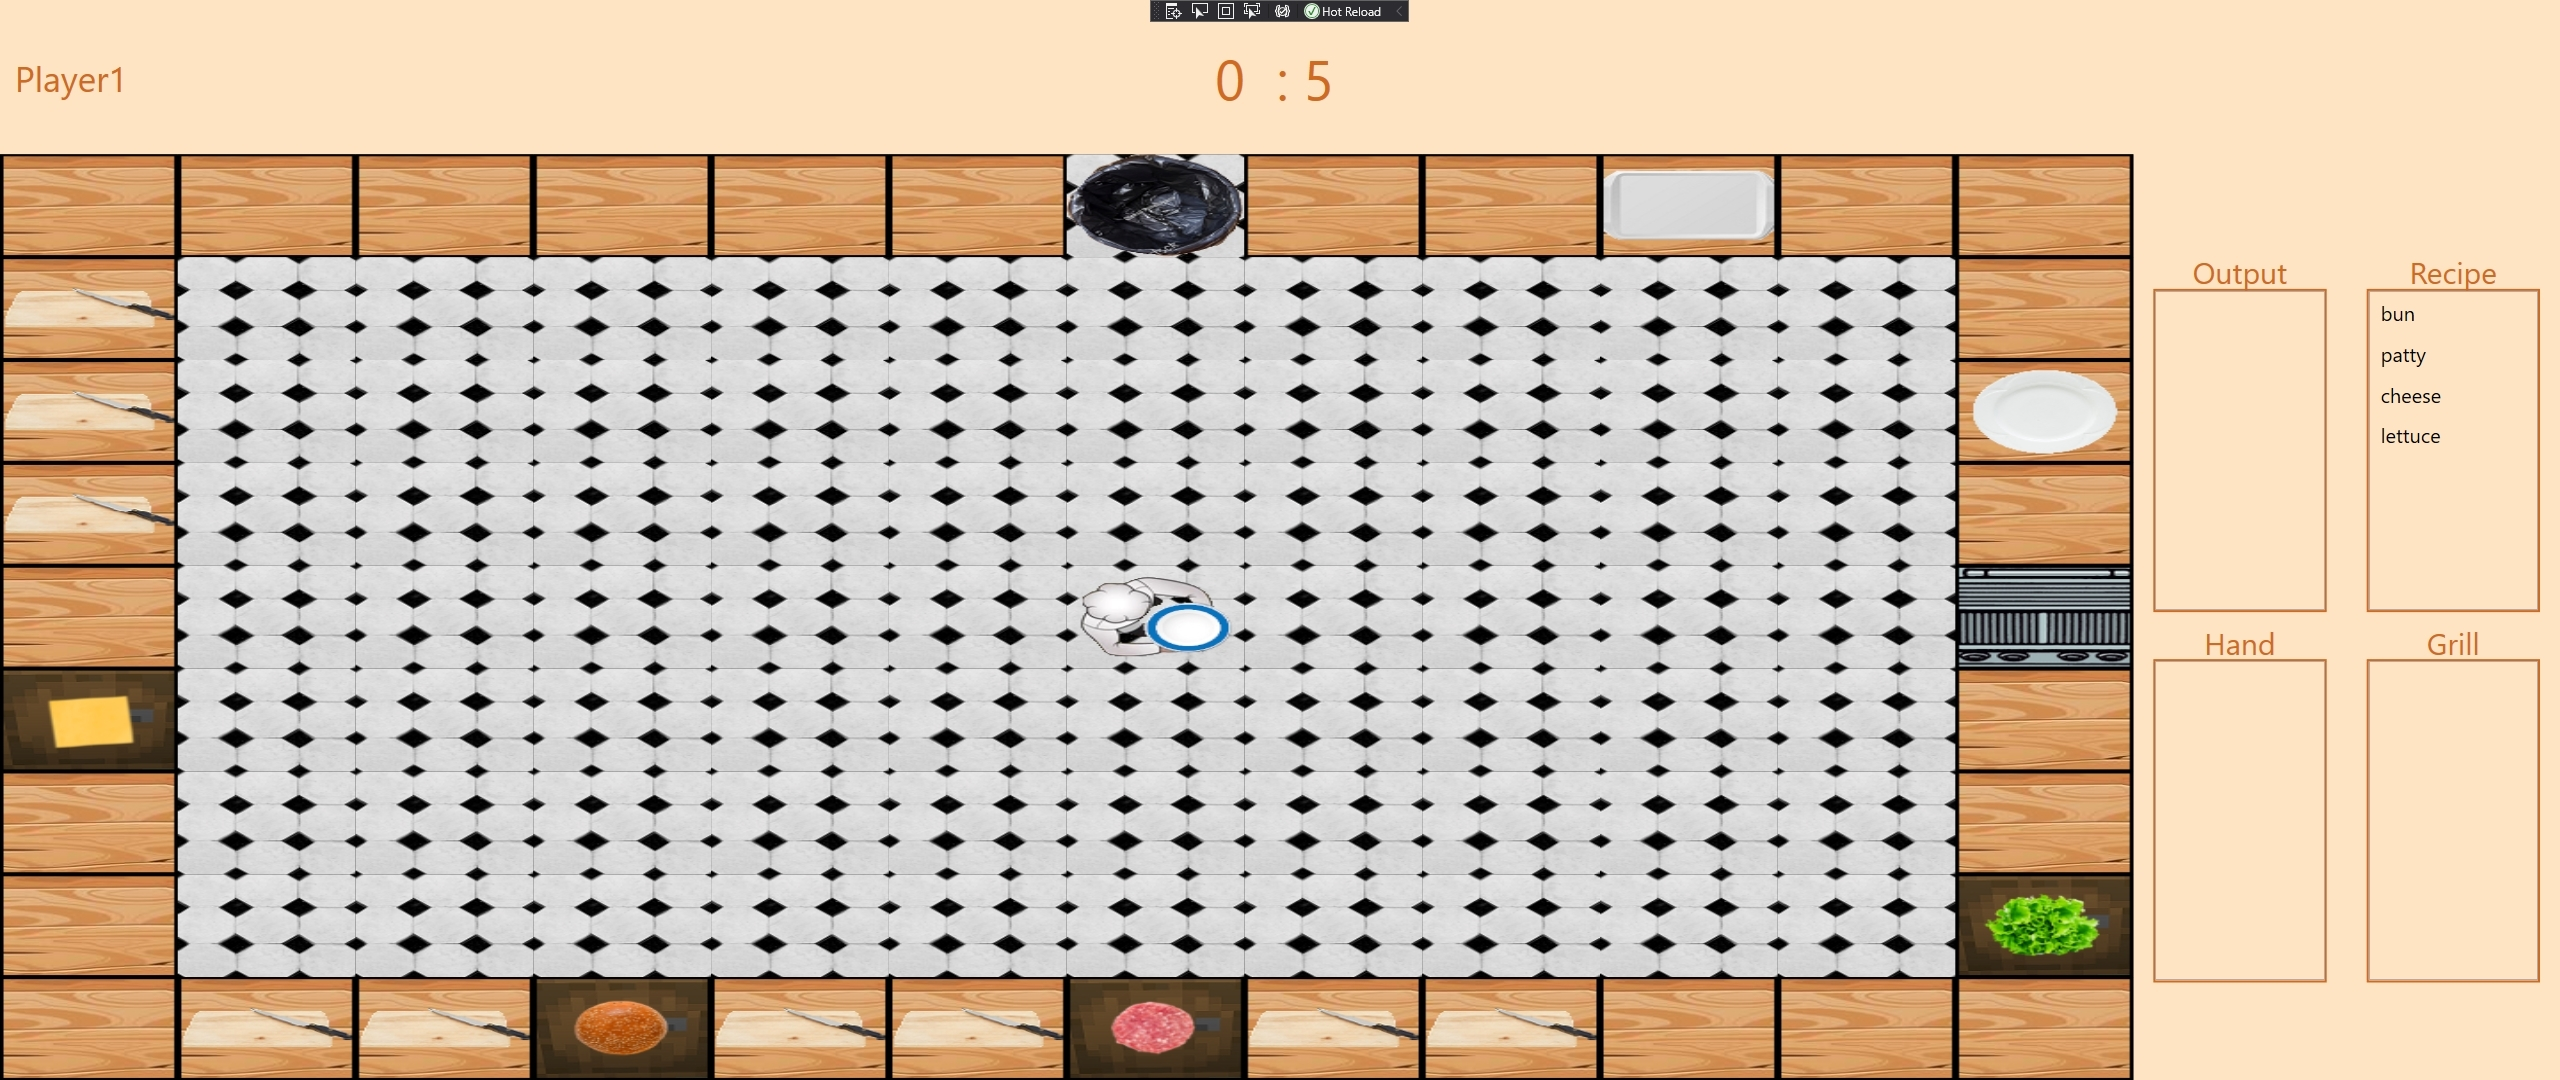 Hot Reload
Player1
0 : 5
Output
Recipe
bun
patty
cheese
lettuce
Hand
Grill